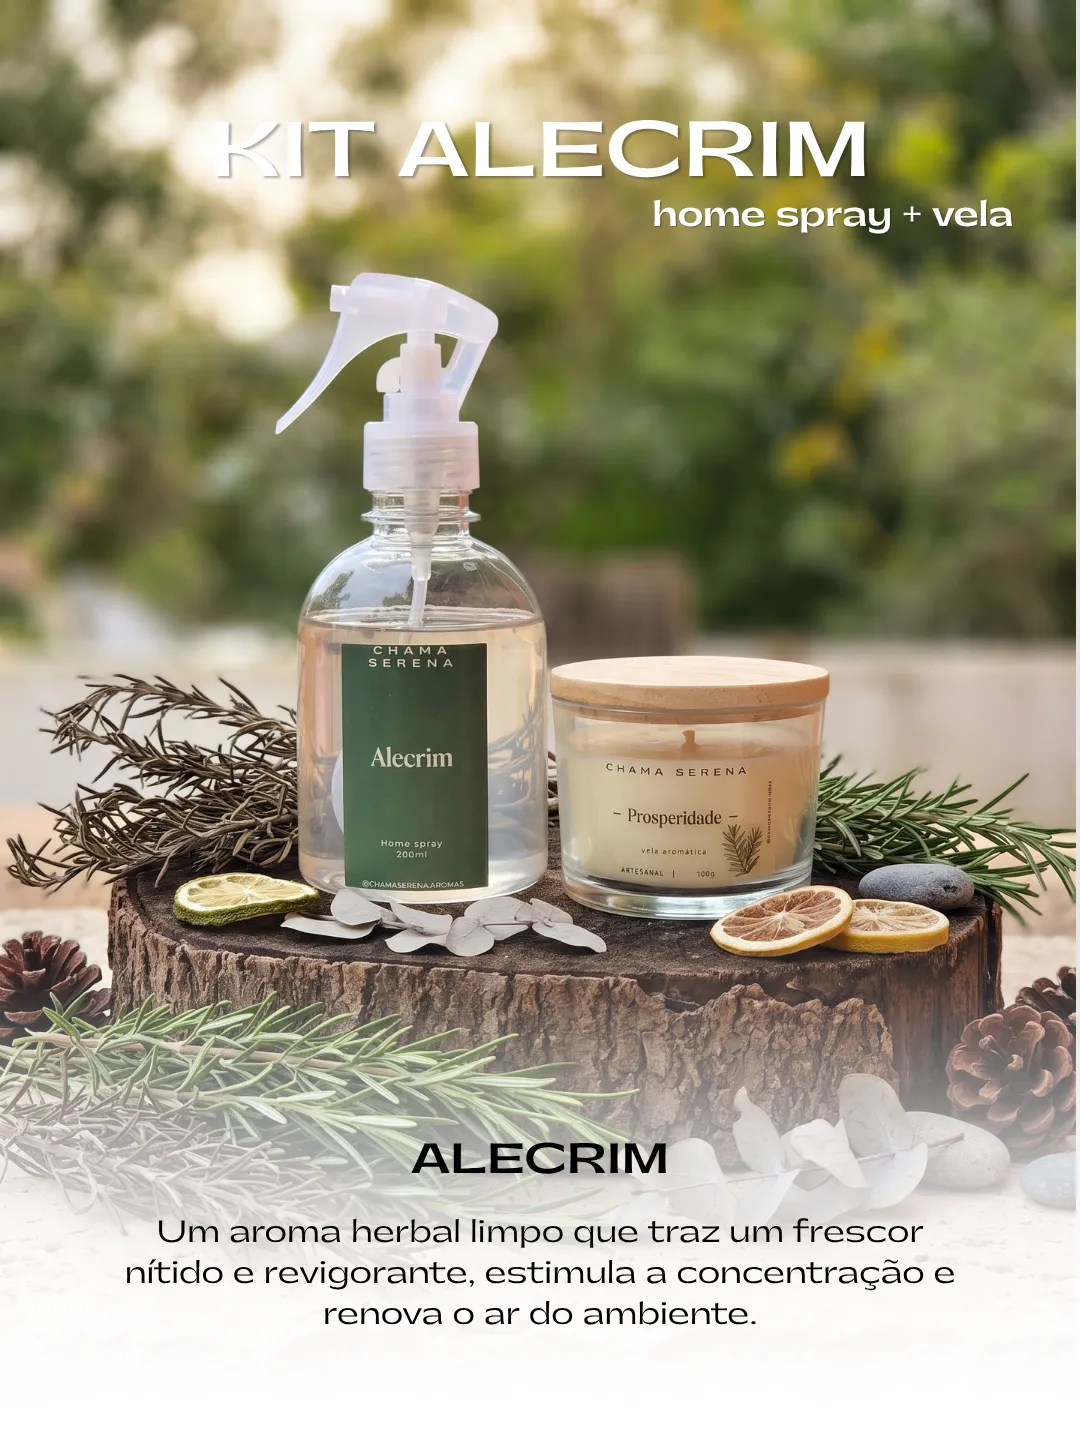 KIT ALECRIM
home spray + vela
CHAMA
SERENA
Alecrim
Home spray
200ml
@CHAMASERENA.AROMAS
CHAMA SERENA
– Prosperidade –
vela aromática
ARTESANAL | 100g
ALECRIM
Um aroma herbal limpo que traz um frescor
nítido e revigorante, estimula a concentração e
renova o ar do ambiente.